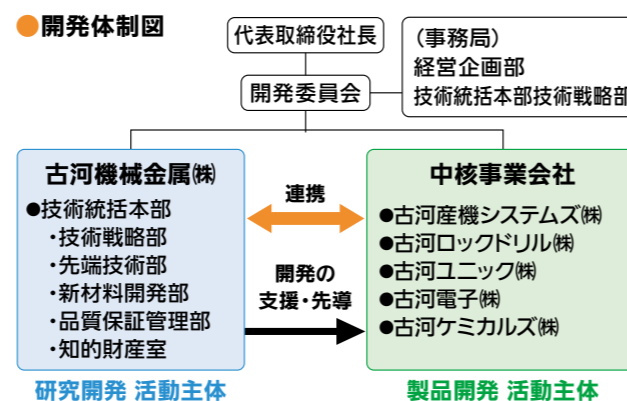 ●開発体制図
代表取締役社長
開発委員会
(事務局)
経営企画部
技術統括本部技術戦略部
古河機械金属㈱
●技術統括本部
・技術戦略部
・先端技術部
・新材料開発部
・品質保証管理部
・知的財産室
連携
開発の
支援・先導
中核事業会社
●古河産機システムズ㈱
●古河ロックドリル㈱
●古河ユニック㈱
●古河電子㈱
●古河ケミカルズ㈱
研究開発 活動主体
製品開発 活動主体